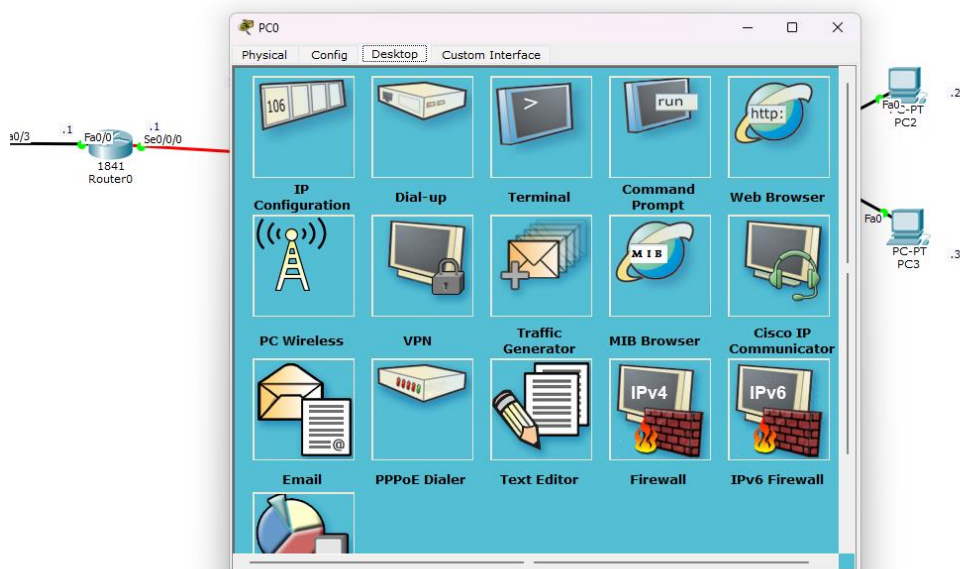 PC0
Physical Config Desktop Custom Interface
106
>
run
http:
IP
Configuration
Dial-up
Terminal
Command
Prompt
Web Browser
MIB
PC Wireless
VPN
Traffic
Generator
MIB Browser
Cisco IP
Communicator
@
IPv4
IPv6
Email
PPPoE Dialer
Text Editor
Firewall
IPv6 Firewall
a0/3
.1
Fa0/0
.1
Se0/0/0
1841
Router0
Fa0
-PT
PC2
.2
Fa0
PC-PT
PC3
.3